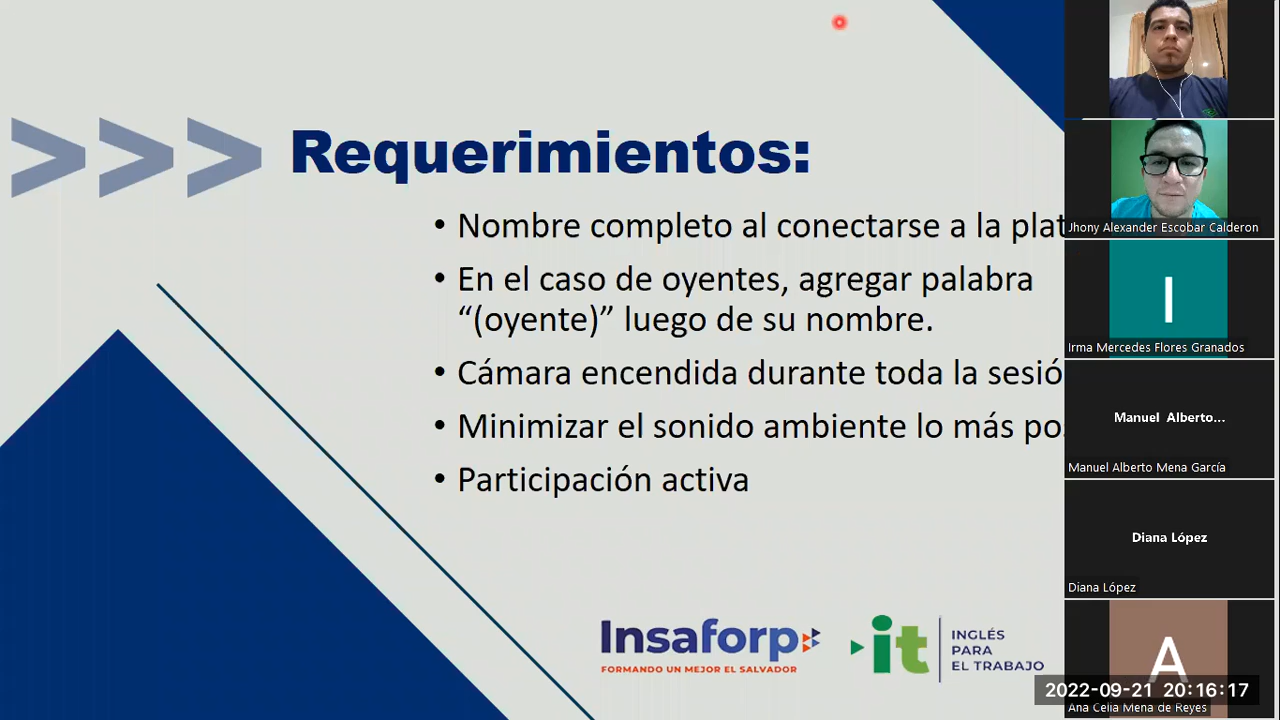 >>> Requerimientos:
• Nombre completo al conectarse a la plat
• En el caso de oyentes, agregar palabra
“(oyente)” luego de su nombre.
• Cámara encendida durante toda la sesió
• Minimizar el sonido ambiente lo más po
• Participación activa
Insaforp
FORMANDO UN MEJOR EL SALVADOR
it
INGLÉS
PARA
EL TRABAJO
Jhony Alexander Escobar Calderon
I
Irma Mercedes Flores Granados
Manuel Alberto...
Manuel Alberto Mena García
Diana López
Diana López
A
2022-09-21 20:16:17
Ana Celia Mena de Reyes